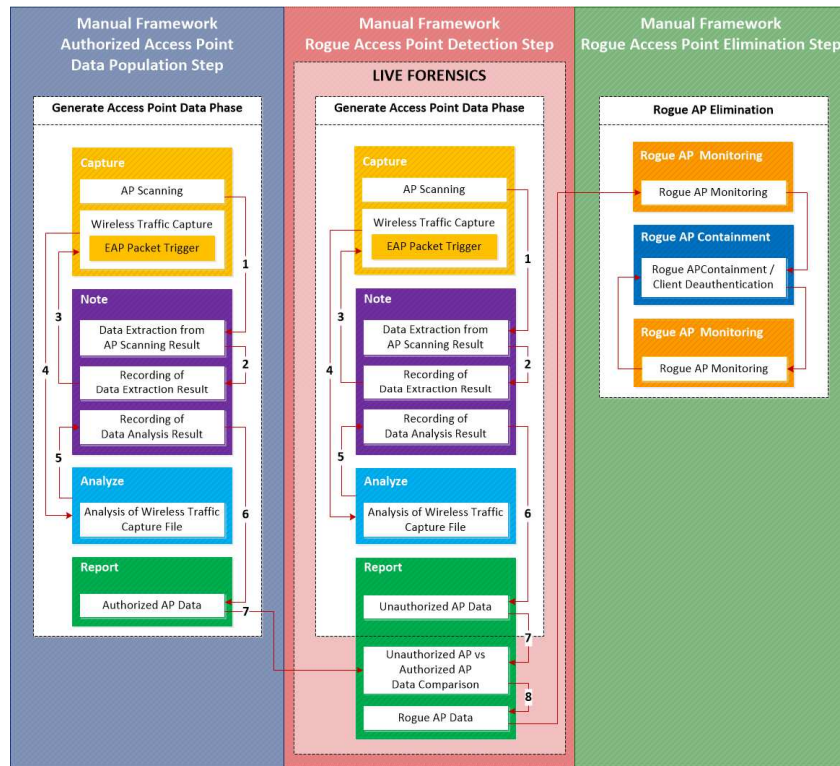 Manual Framework
Authorized Access Point
Data Population Step
Generate Access Point Data Phase
Capture
AP Scanning
Wireless Traffic Capture
EAP Packet Trigger
1
Note
3
Data Extraction from
AP Scanning Result
2
4
Recording of
Data Extraction Result
Recording of
Data Analysis Result
5
Analyze
6
Analysis of Wireless Traffic
Capture File
Report
Authorized AP Data
7
Manual Framework
Rogue Access Point Detection Step
LIVE FORENSICS
Generate Access Point Data Phase
Capture
AP Scanning
Wireless Traffic Capture
EAP Packet Trigger
1
Note
3
Data Extraction from
AP Scanning Result
2
4
Recording of
Data Extraction Result
Recording of
Data Analysis Result
5
Analyze
6
Analysis of Wireless Traffic
Capture File
Report
Unauthorized AP Data
7
Unauthorized AP vs
Authorized AP
Data Comparison
8
Rogue AP Data
Manual Framework
Rogue Access Point Elimination Step
Rogue AP Elimination
Rogue AP Monitoring
Rogue AP Monitoring
Rogue AP Containment
Rogue APContainment /
Client Deauthentication
Rogue AP Monitoring
Rogue AP Monitoring